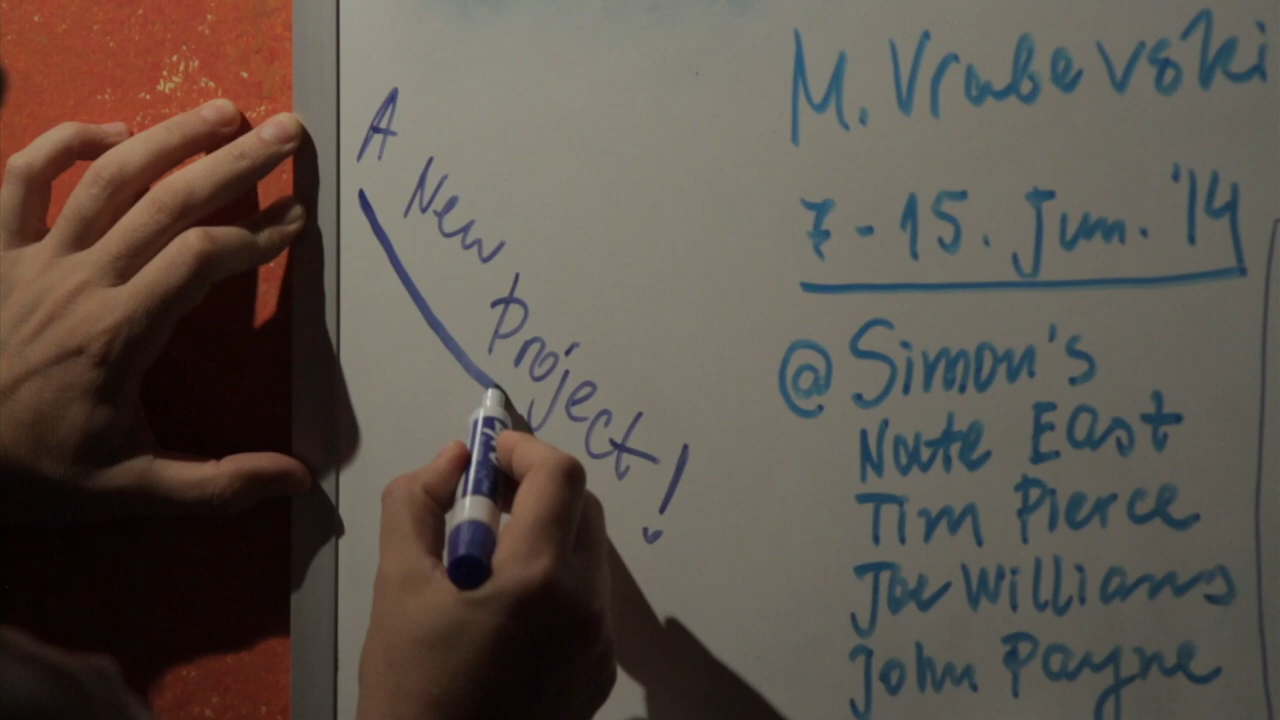 A New Project!
M. Vrabevski
7-15. Jun. '14
@ Simon's
Nate East
Tim Pierce
Joe Williams
John Payne